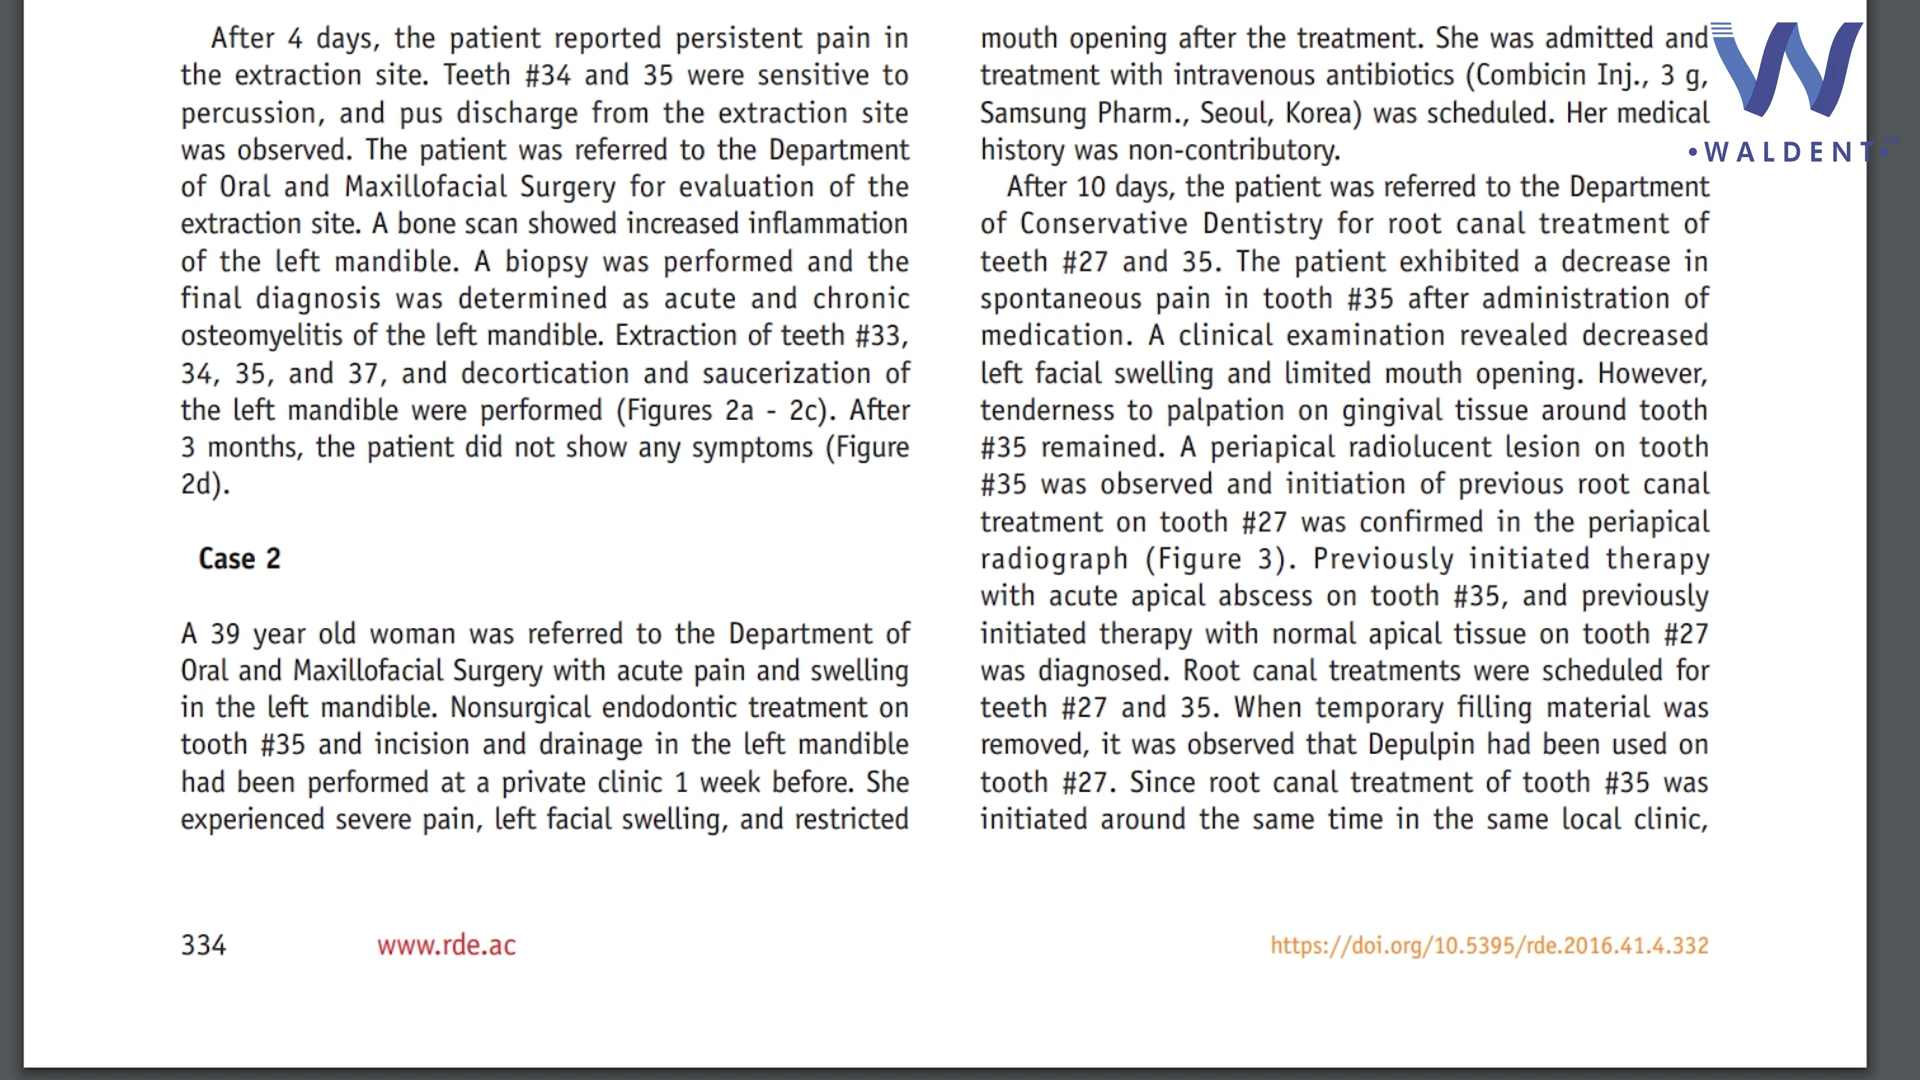 After 4 days, the patient reported persistent pain in
the extraction site. Teeth #34 and 35 were sensitive to
percussion, and pus discharge from the extraction site
was observed. The patient was referred to the Department
of Oral and Maxillofacial Surgery for evaluation of the
extraction site. A bone scan showed increased inflammation
of the left mandible. A biopsy was performed and the
final diagnosis was determined as acute and chronic
osteomyelitis of the left mandible. Extraction of teeth #33,
34, 35, and 37, and decortication and saucerization of
the left mandible were performed (Figures 2a - 2c). After
3 months, the patient did not show any symptoms (Figure
2d).
Case 2
A 39 year old woman was referred to the Department of
Oral and Maxillofacial Surgery with acute pain and swelling
in the left mandible. Nonsurgical endodontic treatment on
tooth #35 and incision and drainage in the left mandible
had been performed at a private clinic 1 week before. She
experienced severe pain, left facial swelling, and restricted
mouth opening after the treatment. She was admitted and
treatment with intravenous antibiotics (Combicin Inj., 3 g,
Samsung Pharm., Seoul, Korea) was scheduled. Her medical
history was non-contributory.
After 10 days, the patient was referred to the Department
of Conservative Dentistry for root canal treatment of
teeth #27 and 35. The patient exhibited a decrease in
spontaneous pain in tooth #35 after administration of
medication. A clinical examination revealed decreased
left facial swelling and limited mouth opening. However,
tenderness to palpation on gingival tissue around tooth
#35 remained. A periapical radiolucent lesion on tooth
#35 was observed and initiation of previous root canal
treatment on tooth #27 was confirmed in the periapical
radiograph (Figure 3). Previously initiated therapy
with acute apical abscess on tooth #35, and previously
initiated therapy with normal apical tissue on tooth #27
was diagnosed. Root canal treatments were scheduled for
teeth #27 and 35. When temporary filling material was
removed, it was observed that Depulpin had been used on
tooth #27. Since root canal treatment of tooth #35 was
initiated around the same time in the same local clinic,
334
www.rde.ac
https://doi.org/10.5395/rde.2016.41.4.332
W
•WALDENT•